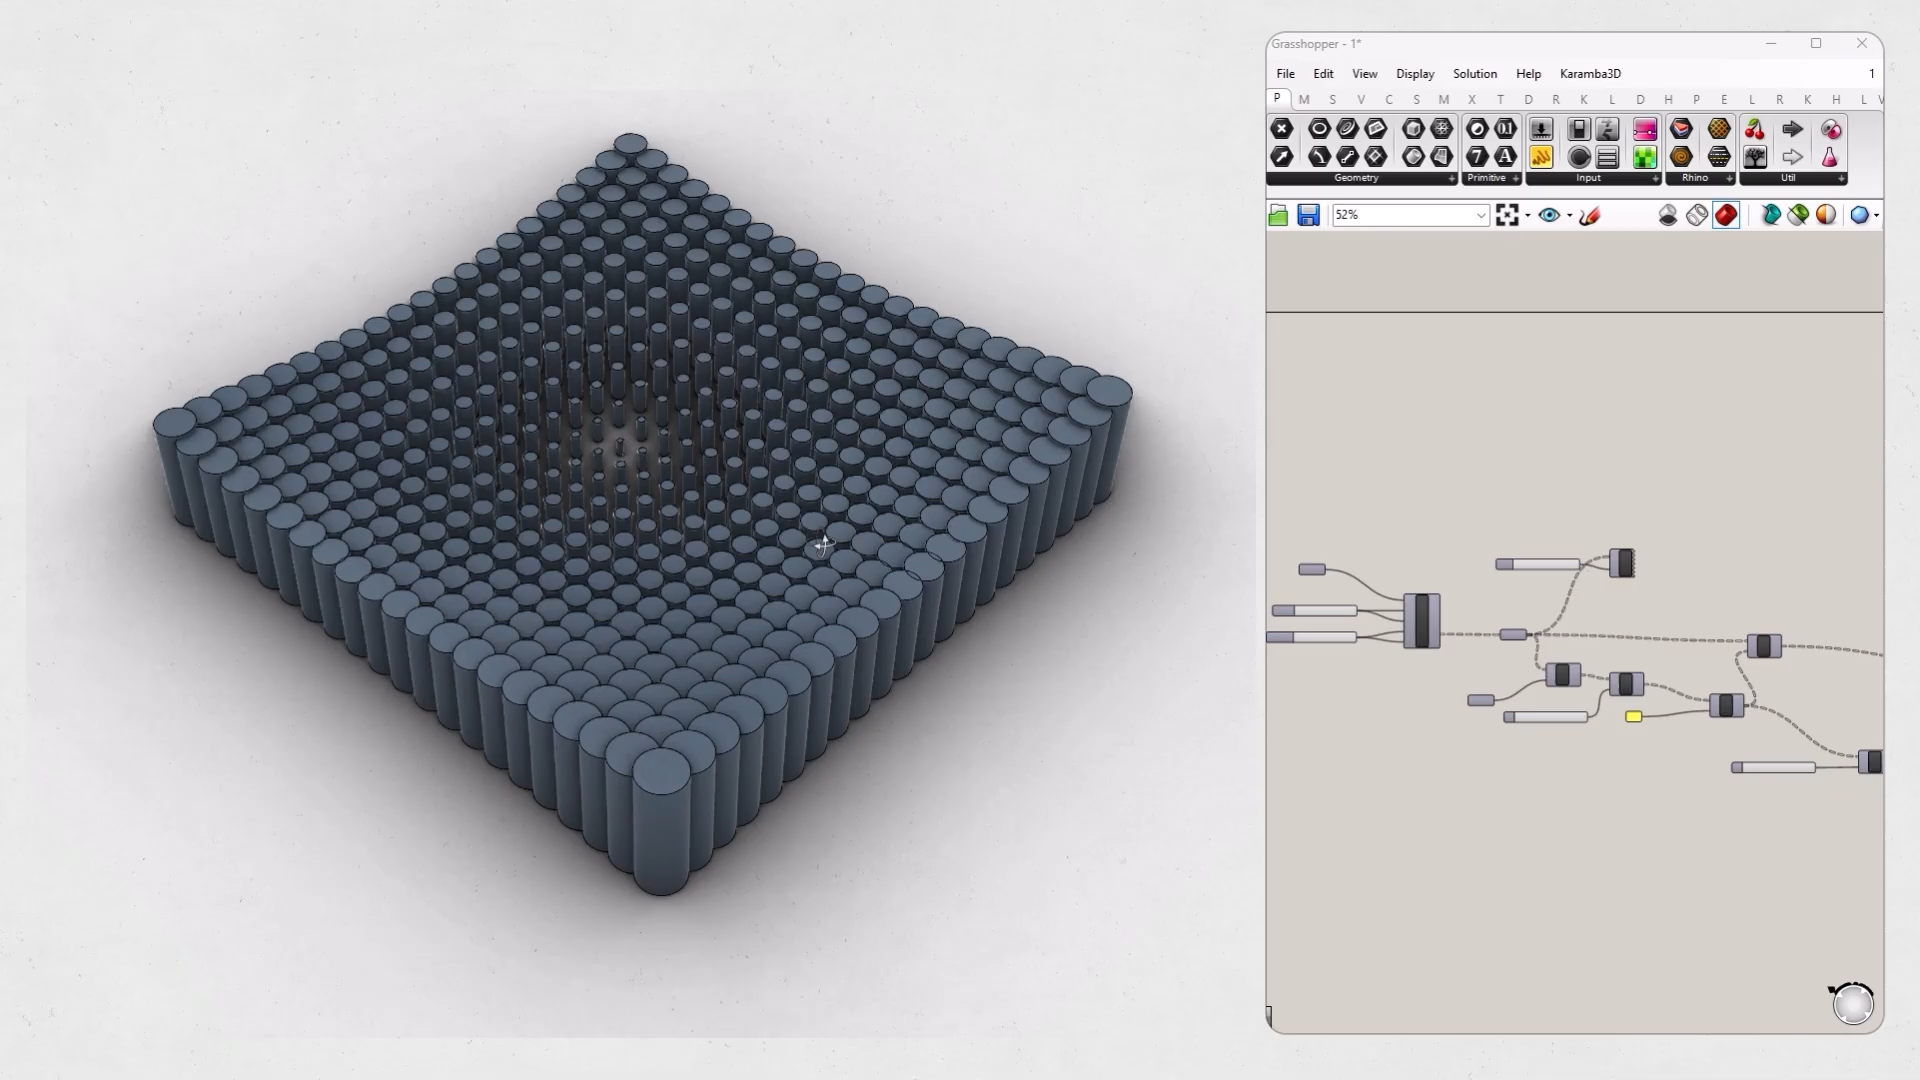 Grasshopper - 1*
File Edit View Display Solution Help Karamba3D 1
P M S V C S M X T D R K L D H P E L R K H L V
Geometry Primitive Input Rhino Util
52%